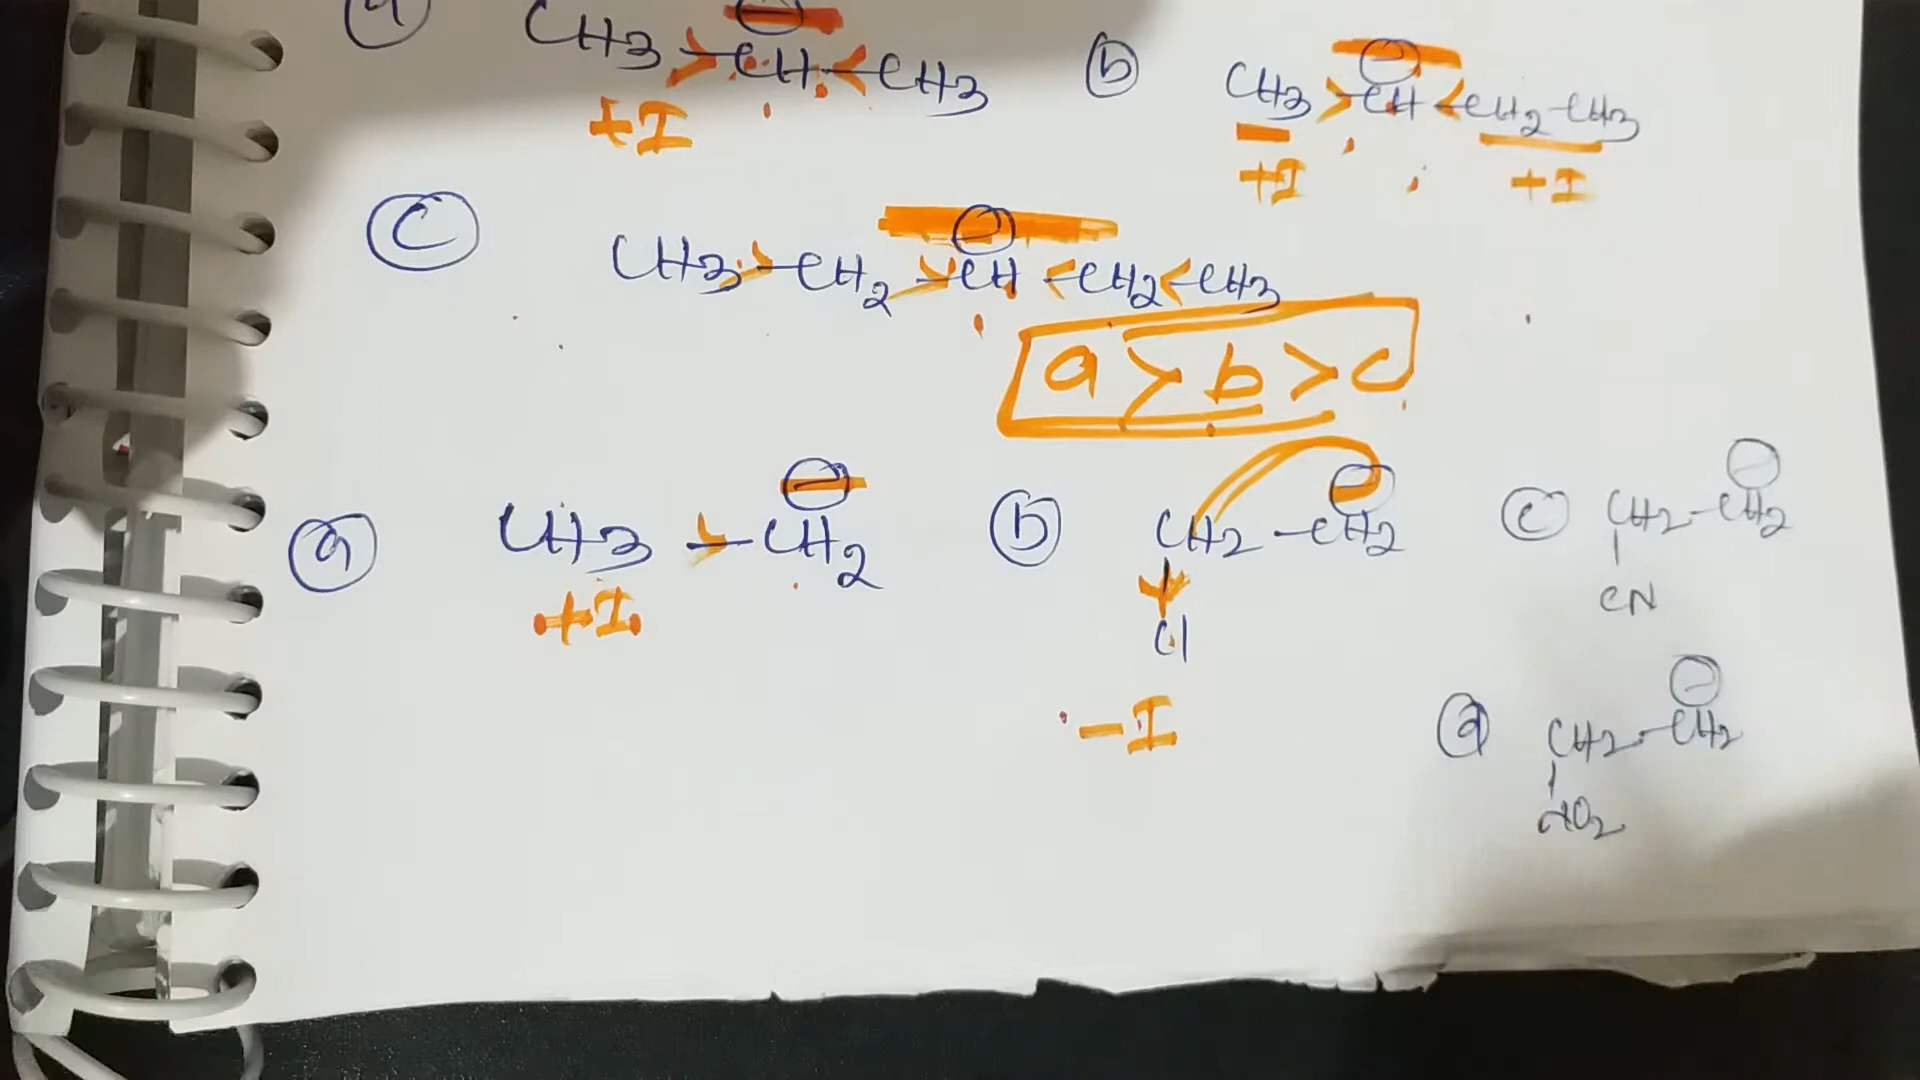 a CH3-CH-CH3
+I
b CH3-CH-CH2-CH3
+I +I
C CH3-CH2-CH-CH2-CH3
a > b > c
a CH3-CH2
+I
b CH2-CH2
Cl
-I
c CH2-CH2
CN
d CH2-CH2
NO2